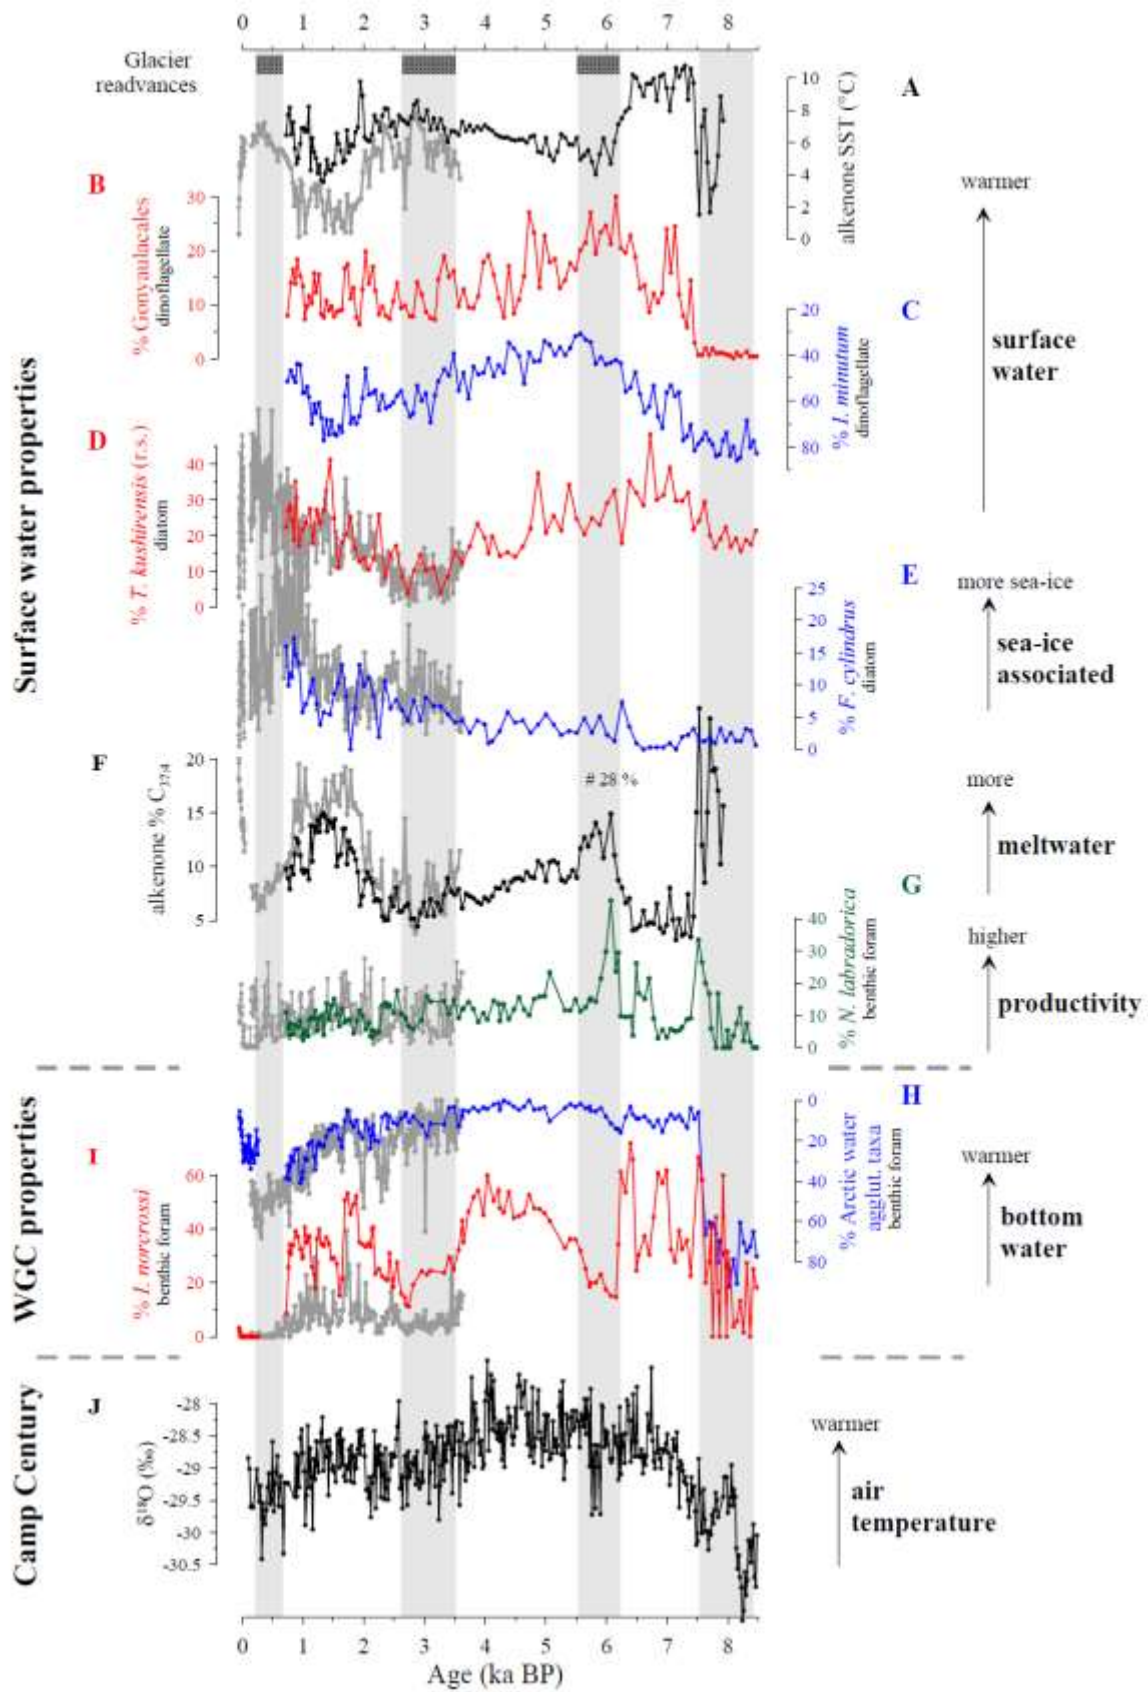 0 1 2 3 4 5 6 7 8
Glacier
readvances
10
8
6
4
2
0
alkenone SST (°C)
A
warmer
surface
water
B
30
20
10
0
% Gonyaulacales
dinoflagellate
20
40
60
80
% I. minutum
dinoflagellate
C
Surface water properties
D
40
30
20
10
0
% T. kushirensis (r.s.)
diatom
25
20
15
10
5
0
% F. cylindrus
diatom
E
more sea-ice
sea-ice
associated
F
20
15
10
5
alkenone % C37:4
# 28 %
more
meltwater
G
40
30
20
10
0
% N. labradorica
benthic foram
higher
productivity
WGC properties
0
20
40
60
80
% Arctic water
agglut. taxa
benthic foram
H
warmer
bottom
water
I
60
40
20
0
% I. norcrossi
benthic foram
Camp Century
J
-28
-28.5
-29
-29.5
-30
-30.5
δ18O (‰)
warmer
air
temperature
0 1 2 3 4 5 6 7 8
Age (ka BP)